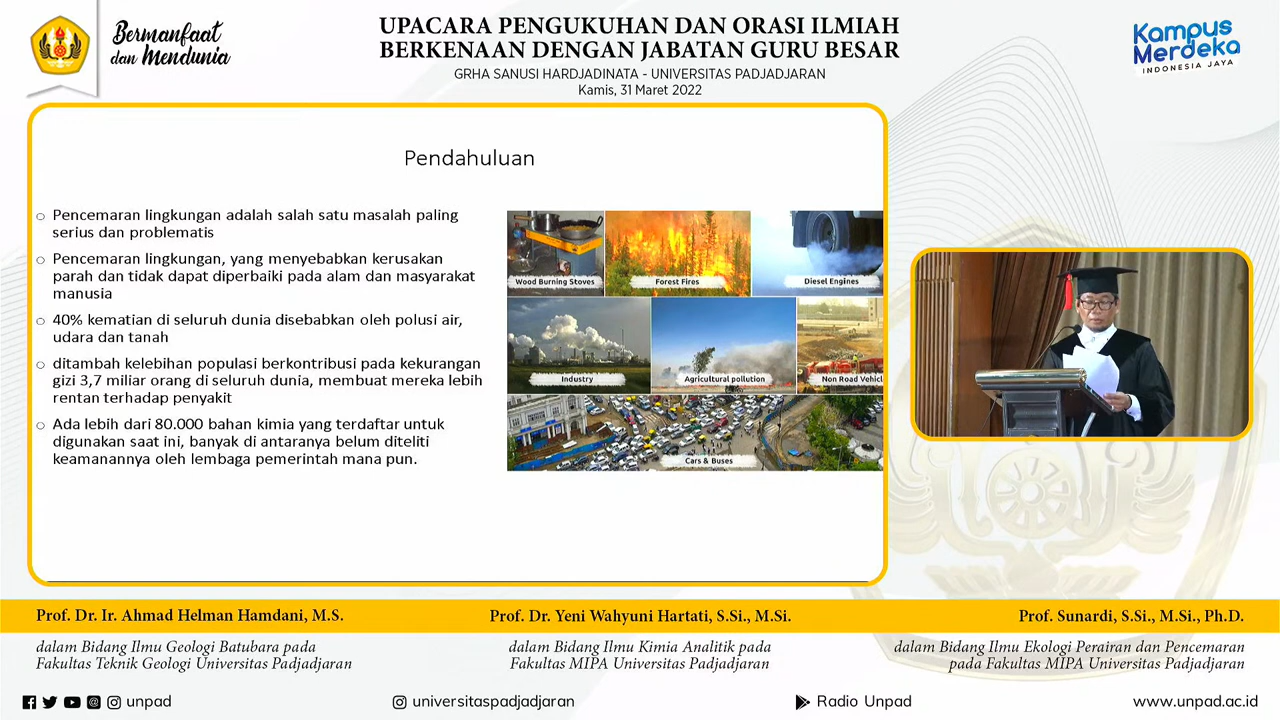 Bermanfaat
dan Mendunia
UPACARA PENGUKUHAN DAN ORASI ILMIAH
BERKENAAN DENGAN JABATAN GURU BESAR
GRHA SANUSI HARDJADINATA - UNIVERSITAS PADJADJARAN
Kamis, 31 Maret 2022
Kampus
Merdeka
INDONESIA JAYA
Pendahuluan
o Pencemaran lingkungan adalah salah satu masalah paling
serius dan problematis
o Pencemaran lingkungan, yang menyebabkan kerusakan
parah dan tidak dapat diperbaiki pada alam dan masyarakat
manusia
o 40% kematian di seluruh dunia disebabkan oleh polusi air,
udara dan tanah
o ditambah kelebihan populasi berkontribusi pada kekurangan
gizi 3,7 miliar orang di seluruh dunia, membuat mereka lebih
rentan terhadap penyakit
o Ada lebih dari 80.000 bahan kimia yang terdaftar untuk
digunakan saat ini, banyak di antaranya belum diteliti
keamanannya oleh lembaga pemerintah mana pun.
Wood Burning Stoves
Forest Fires
Diesel Engines
Industry
Agricultural pollution
Non Road Vehicl
Cars & Buses
Prof. Dr. Ir. Ahmad Helman Hamdani, M.S.
dalam Bidang Ilmu Geologi Batubara pada
Fakultas Teknik Geologi Universitas Padjadjaran
Prof. Dr. Yeni Wahyuni Hartati, S.Si., M.Si.
dalam Bidang Ilmu Kimia Analitik pada
Fakultas MIPA Universitas Padjadjaran
Prof. Sunardi, S.Si., M.Si., Ph.D.
dalam Bidang Ilmu Ekologi Perairan dan Pencemaran
pada Fakultas MIPA Universitas Padjadjaran
unpad
universitaspadjadjaran
Radio Unpad
www.unpad.ac.id